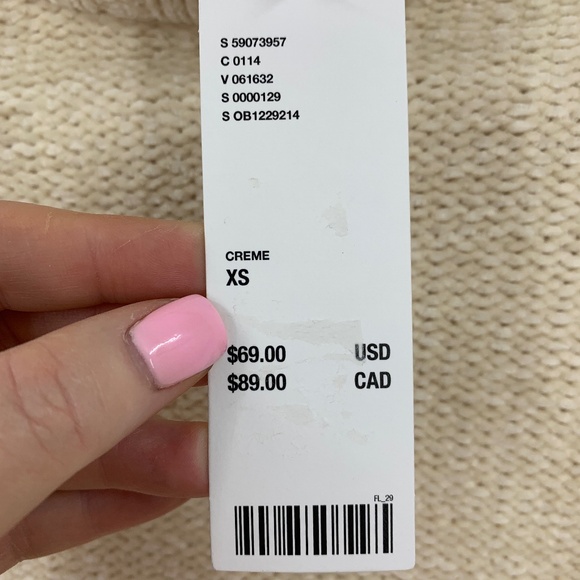 S 59073957
C 0114
V 061632
S 0000129
S OB1229214
CREME
XS
$69.00 USD
$89.00 CAD
FL_29